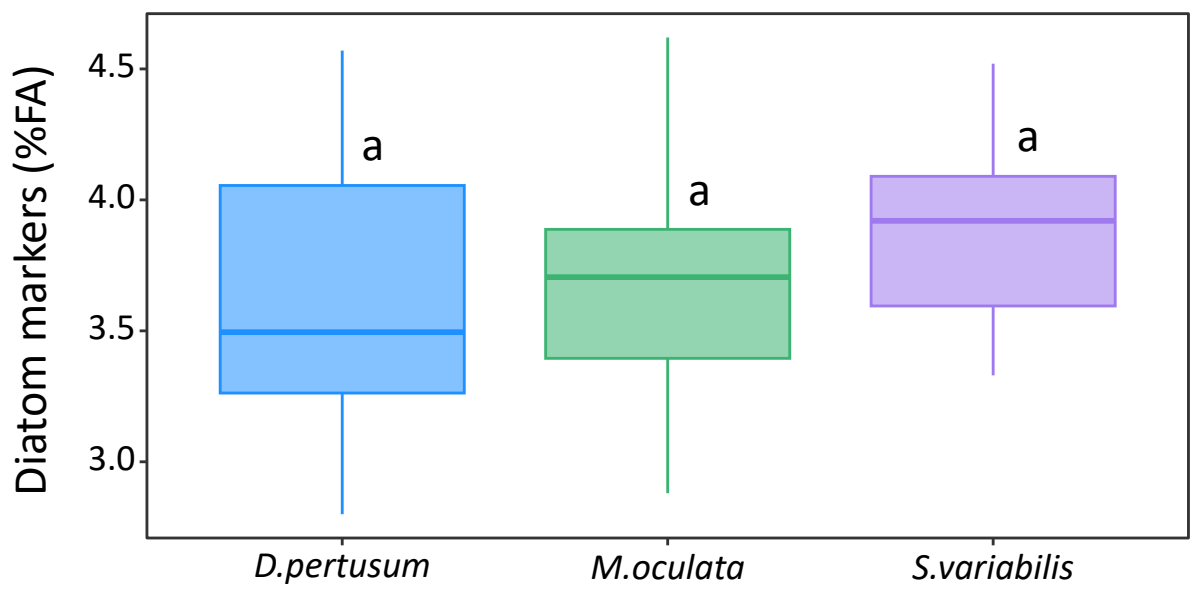 Diatom markers (%FA)
4.5
4.0
3.5
3.0
a
a
a
D.pertusum
M.oculata
S.variabilis